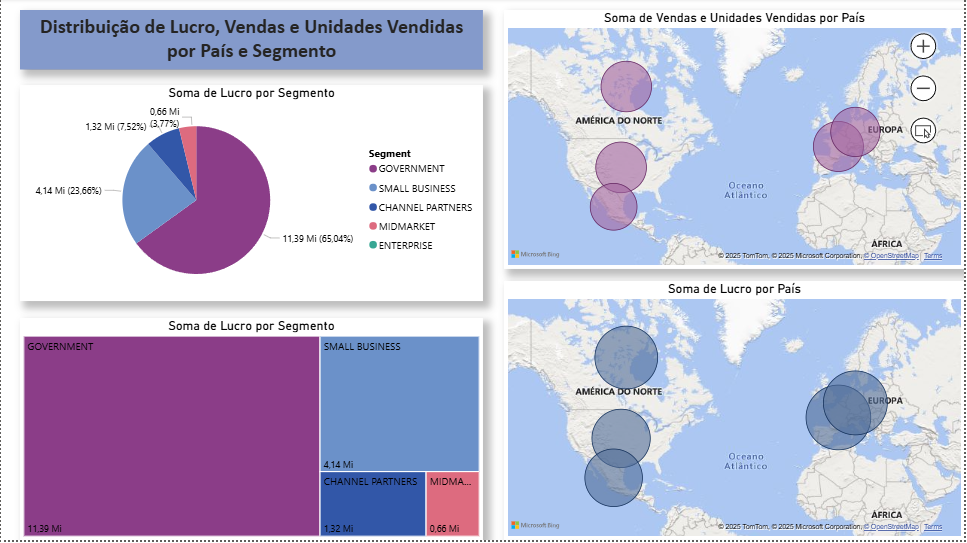 Distribuição de Lucro, Vendas e Unidades Vendidas
por País e Segmento
Soma de Lucro por Segmento
0,66 Mi
(3,77%)
1,32 Mi (7,52%)
4,14 Mi (23,66%)
11,39 Mi (65,04%)
Segment
GOVERNMENT
SMALL BUSINESS
CHANNEL PARTNERS
MIDMARKET
ENTERPRISE
Soma de Lucro por Segmento
GOVERNMENT
11,39 Mi
SMALL BUSINESS
4,14 Mi
CHANNEL PARTNERS
1,32 Mi
MIDMA...
0,66 Mi
Soma de Vendas e Unidades Vendidas por País
AMÉRICA DO NORTE
EUROPA
Oceano
Atlântico
ÁFRICA
Microsoft Bing
© 2025 TomTom, © 2025 Microsoft Corporation, © OpenStreetMap Terms
Soma de Lucro por País
AMÉRICA DO NORTE
EUROPA
Oceano
Atlântico
ÁFRICA
Microsoft Bing
© 2025 TomTom, © 2025 Microsoft Corporation, © OpenStreetMap Terms